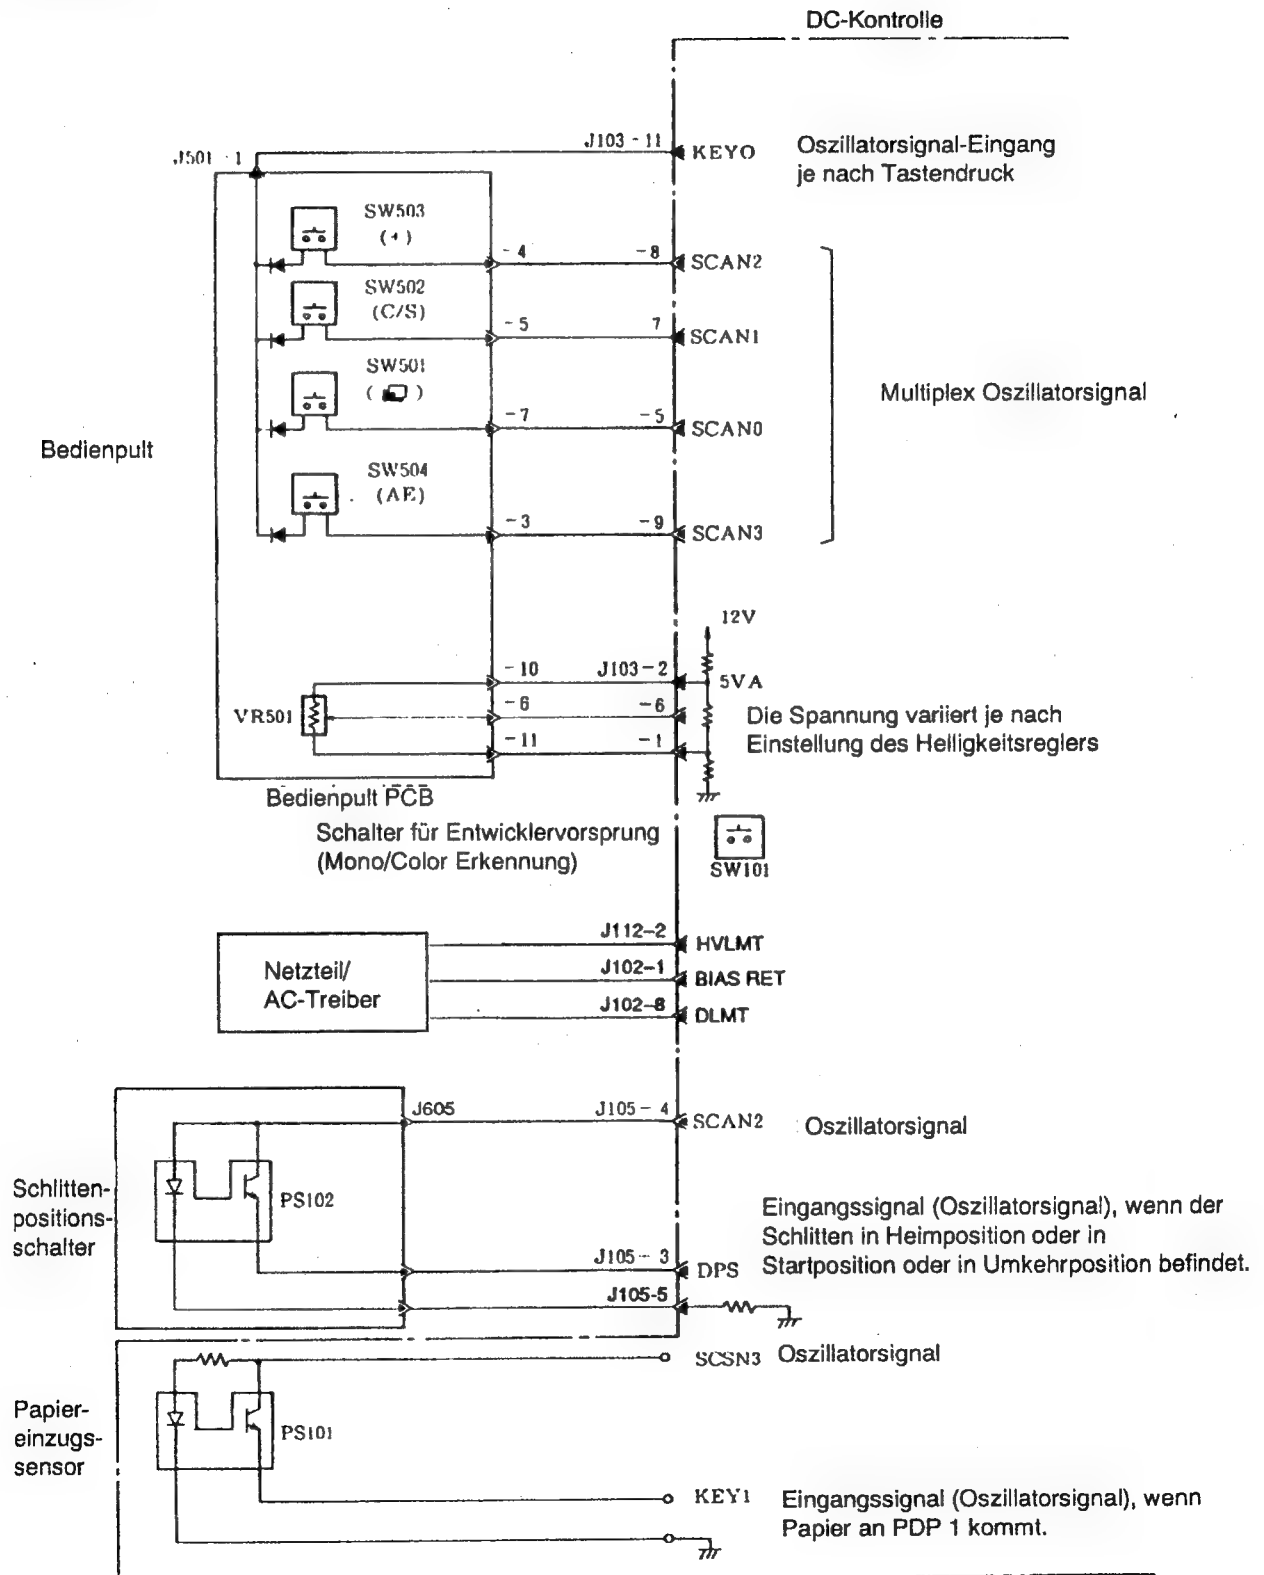 DC-Kontrolle
J501 - 1
J103 - 11
KEYO
Oszillatorsignal-Eingang
je nach Tastendruck
SW503
(+)
- 4
-8
SCAN2
SW502
(C/S)
- 5
7
SCAN1
SW501
( )
-7
-5
SCAN0
Multiplex Oszillatorsignal
Bedienpult
SW504
(AE)
-3
-9
SCAN3
12V
-10
J103-2
5VA
VR501
-6
-6
Die Spannung variiert je nach
Einstellung des Helligkeitsreglers
-11
-1
Bedienpult PCB
Schalter für Entwicklervorsprung
(Mono/Color Erkennung)
SW101
Netzteil/
AC-Treiber
J112-2
HVLMT
J102-1
BIAS RET
J102-8
DLMT
J605
J105- 4
SCAN2
Oszillatorsignal
Schlitten-
positions-
schalter
PS102
Eingangssignal (Oszillatorsignal), wenn der
Schlitten in Heimposition oder in
Startposition oder in Umkehrposition befindet.
J105- 3
DPS
J105-5
SCSN3
Oszillatorsignal
Papier-
einzugs-
sensor
PS101
KEY1
Eingangssignal (Oszillatorsignal), wenn
Papier an PDP 1 kommt.